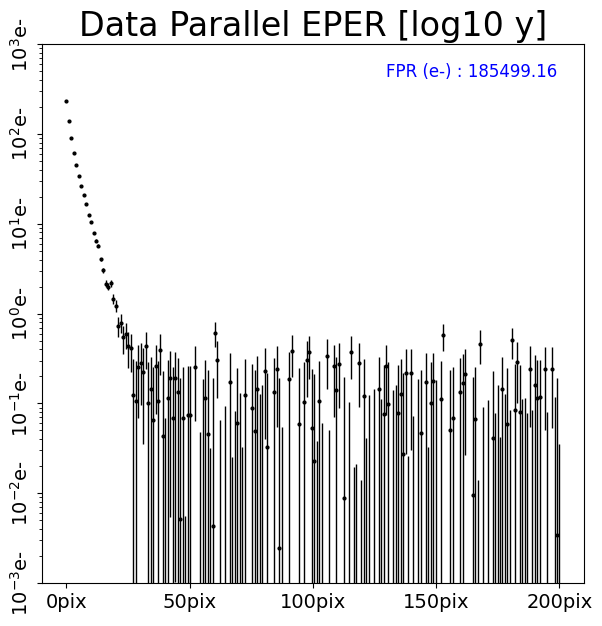 Data Parallel EPER [log10 y]
FPR (e-) : 185499.16
10³e-
10²e-
10¹e-
10⁰e-
10⁻¹e-
10⁻²e-
10⁻³e-
0pix 50pix 100pix 150pix 200pix